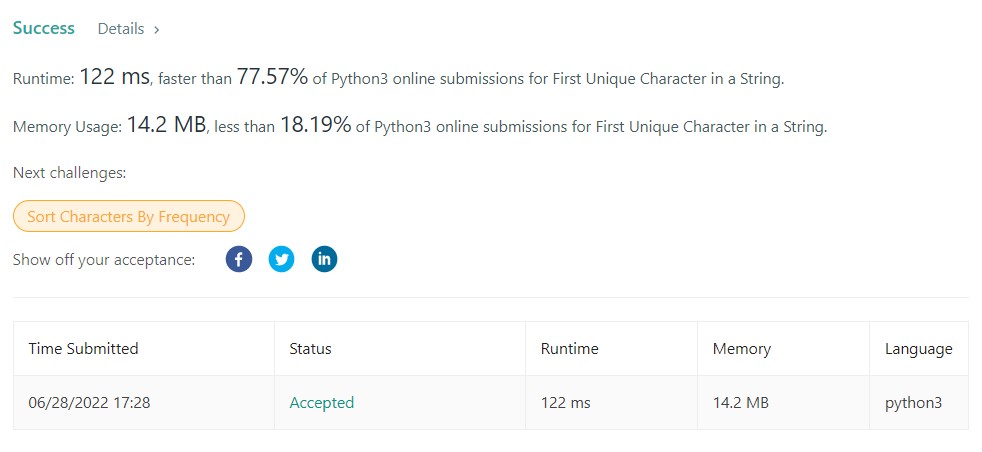 Success Details >
Runtime: 122 ms, faster than 77.57% of Python3 online submissions for First Unique Character in a String.
Memory Usage: 14.2 MB, less than 18.19% of Python3 online submissions for First Unique Character in a String.
Next challenges:
Sort Characters By Frequency
Show off your acceptance: f in
Time Submitted Status Runtime Memory Language
06/28/2022 17:28 Accepted 122 ms 14.2 MB python3